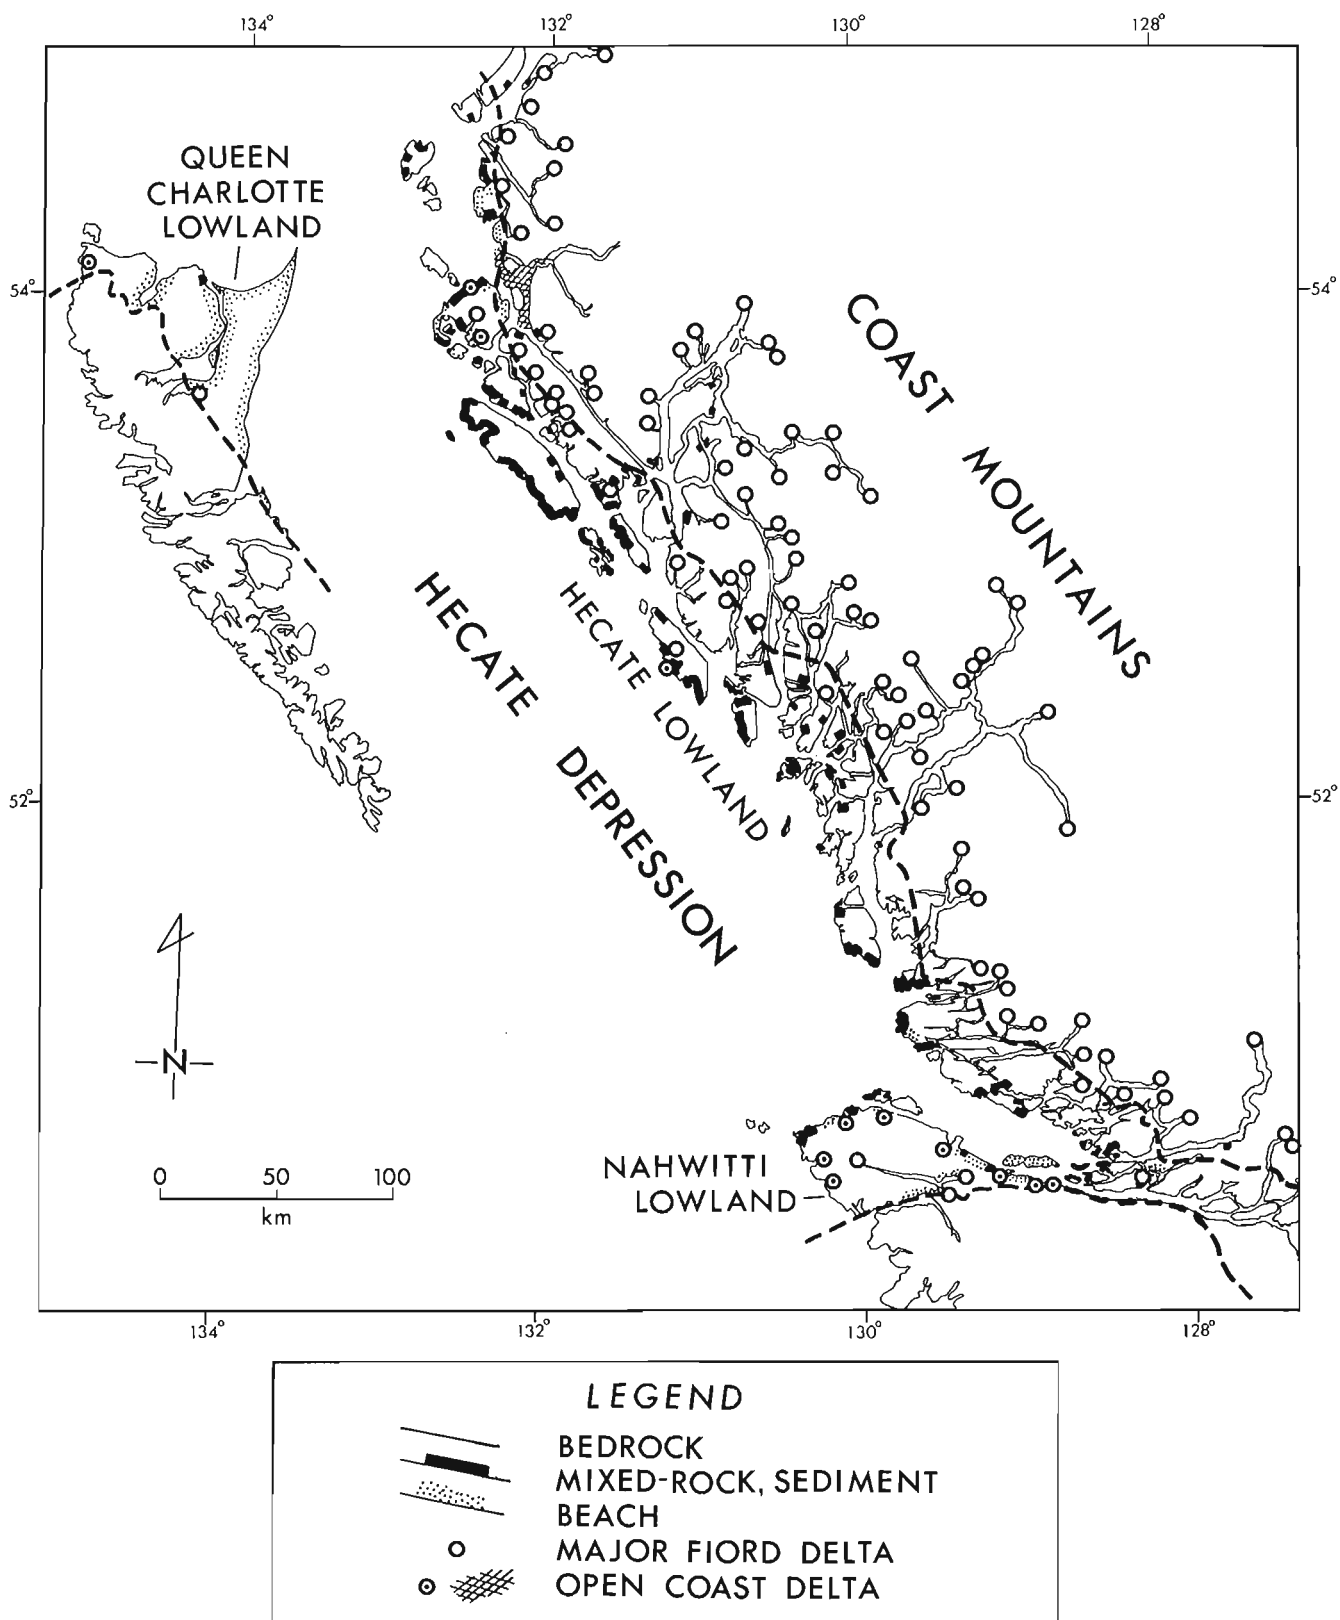 134° 132° 130° 128°
QUEEN
CHARLOTTE
LOWLAND
54° 54°
COAST MOUNTAINS
HECATE DEPRESSION
HECATE LOWLAND
52° 52°
N
NAHWITTI
LOWLAND
0 50 100
km
134° 132° 130° 128°
LEGEND
BEDROCK
MIXED-ROCK, SEDIMENT
BEACH
MAJOR FIORD DELTA
OPEN COAST DELTA